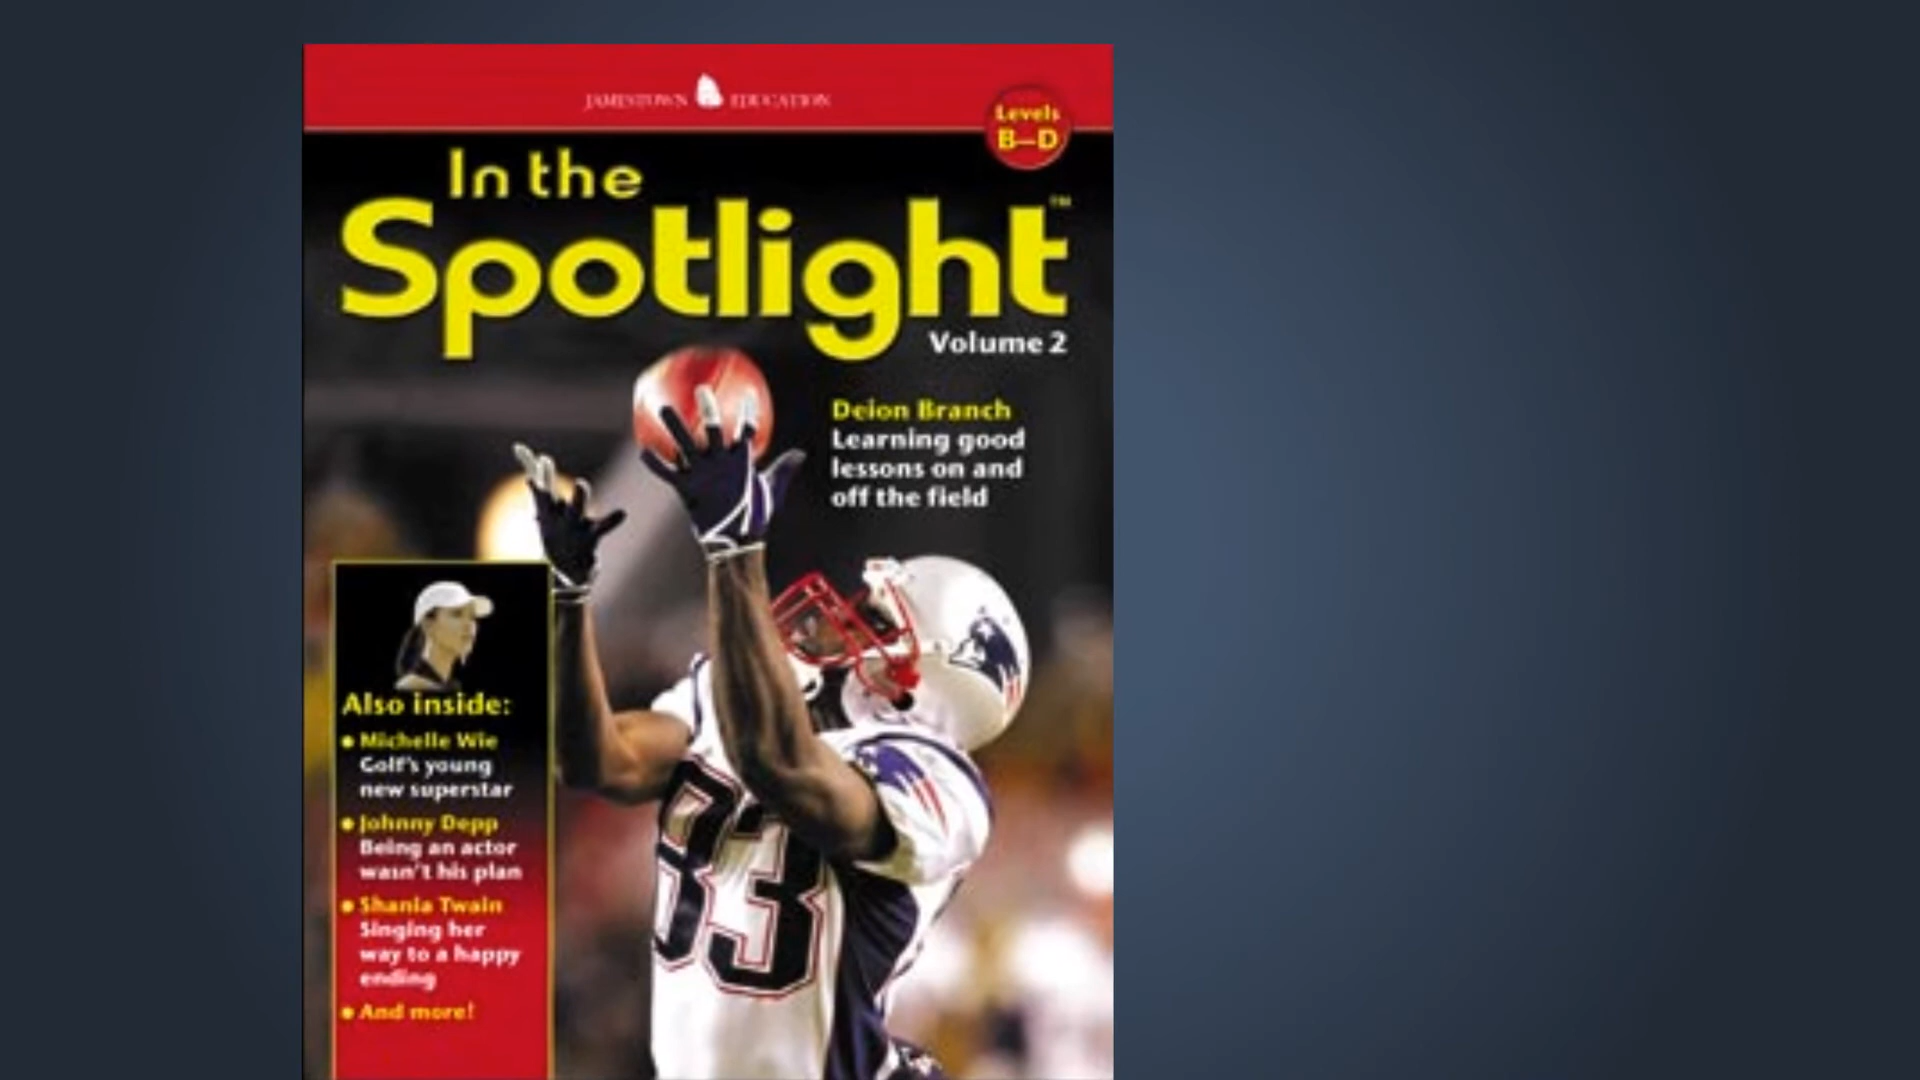 JAMESTOWN EDUCATION
Levels
B–D
In the
Spotlight™
Volume 2
Deion Branch
Learning good
lessons on and
off the field
83
Also inside:
• Michelle Wie
Golf's young
new superstar
• Johnny Depp
Being an actor
wasn't his plan
• Shania Twain
Singing her
way to a happy
ending
• And more!